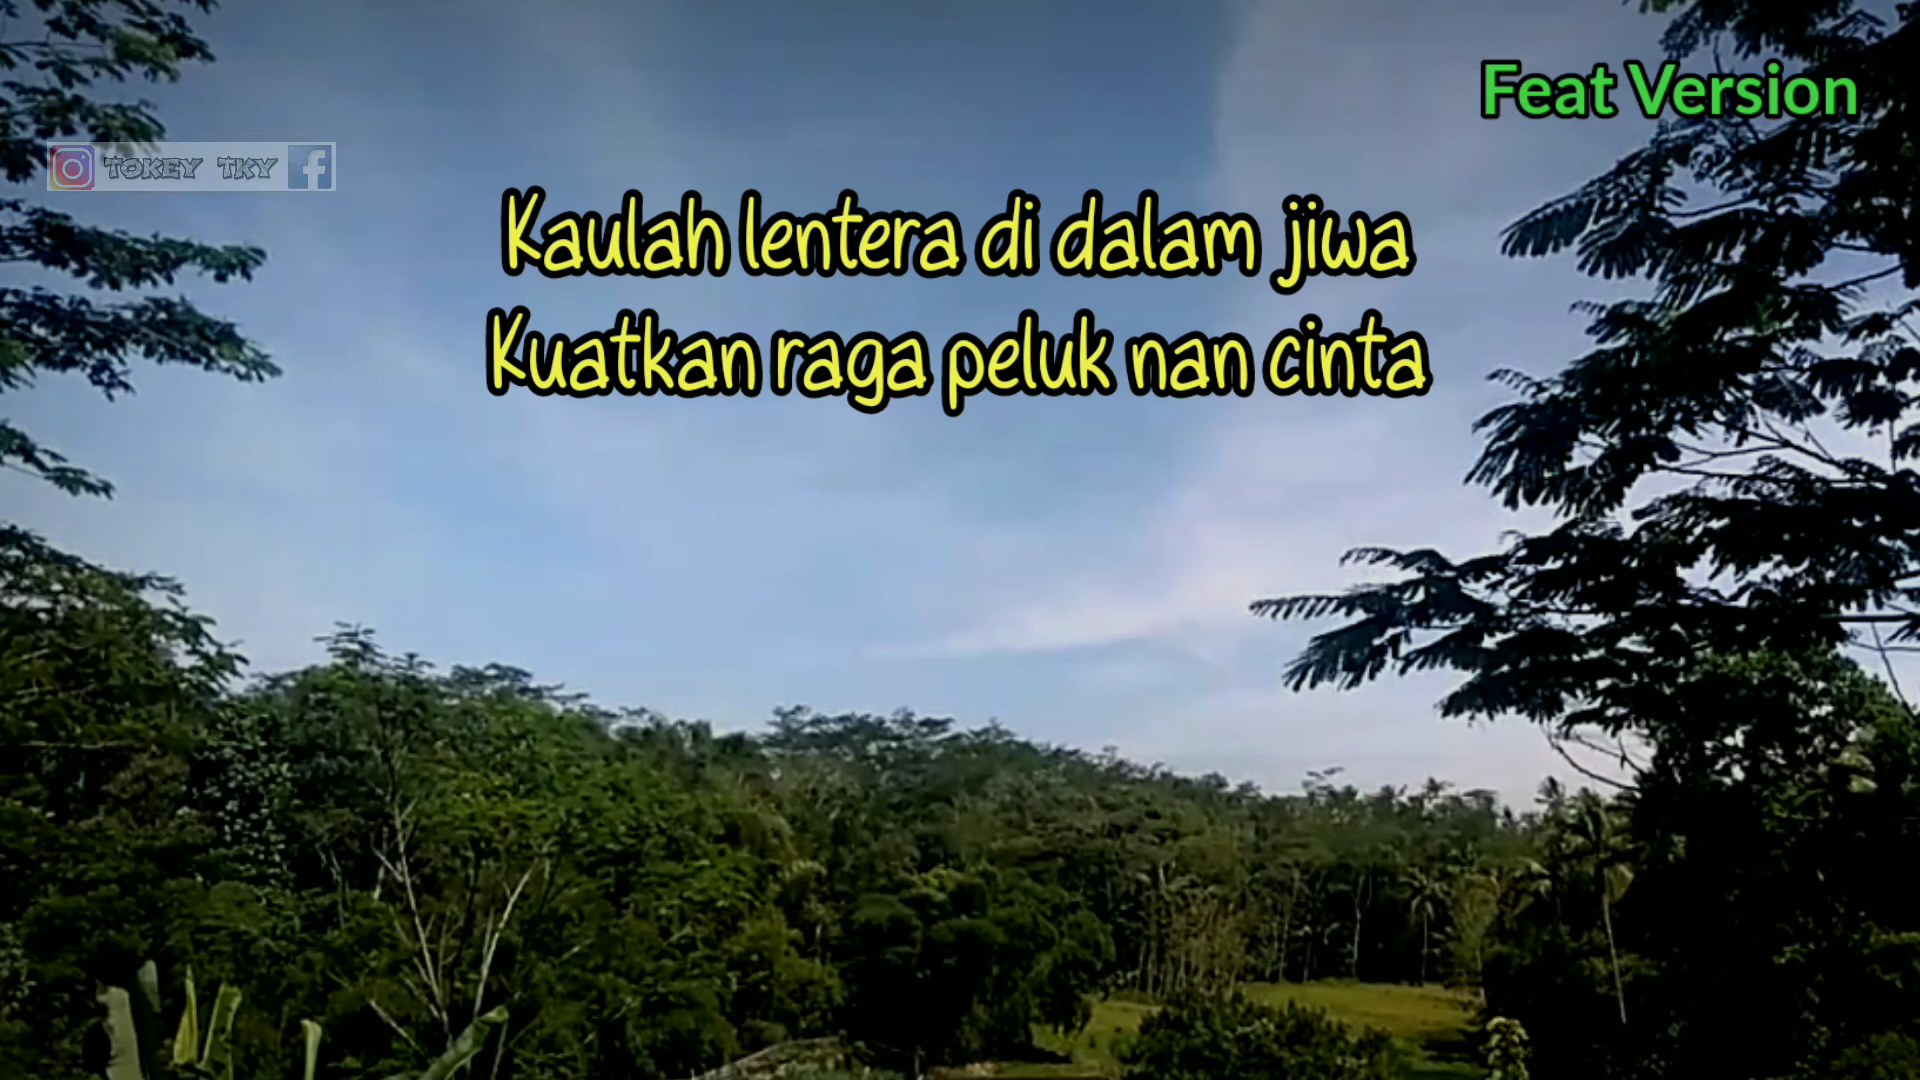 Feat Version
TOKEY TKY
Kaulah lentera di dalam jiwa
Kuatkan raga peluk nan cinta